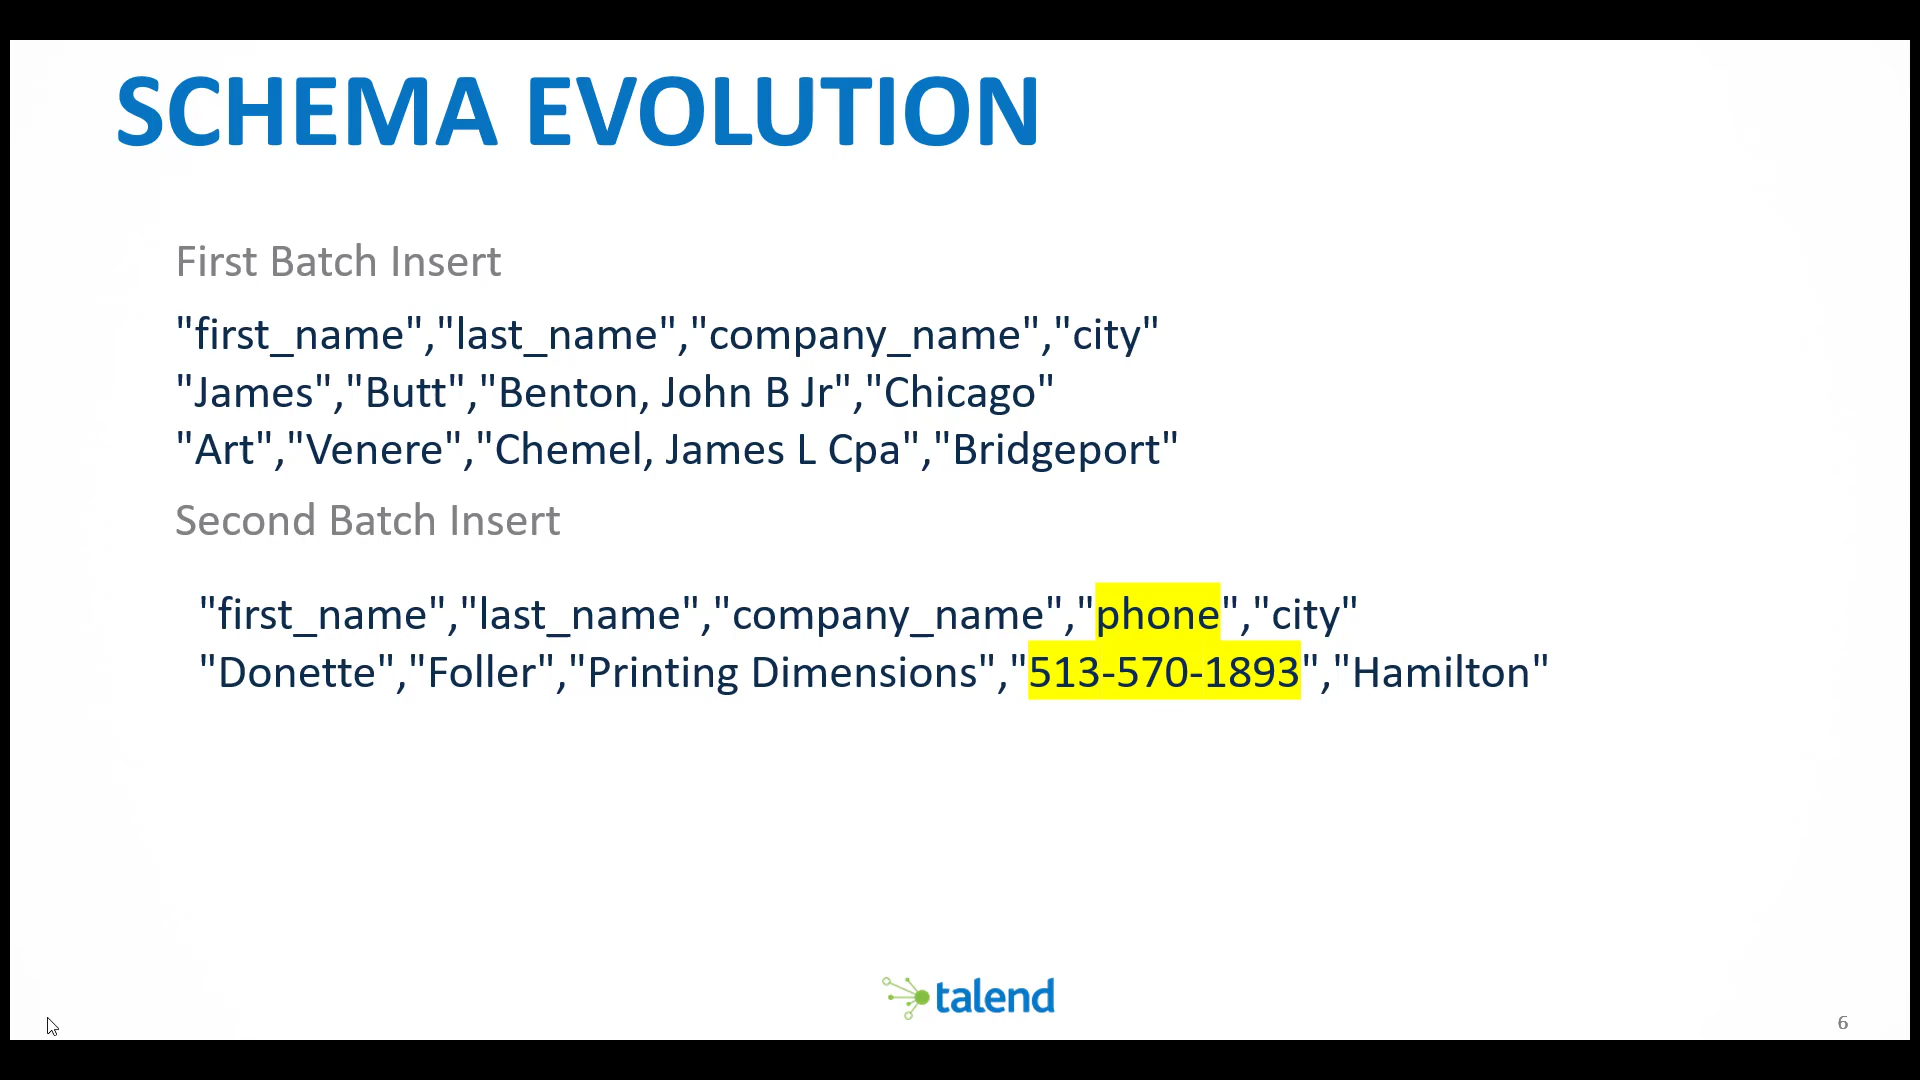 SCHEMA EVOLUTION
First Batch Insert
"first_name","last_name","company_name","city"
"James","Butt","Benton, John B Jr","Chicago"
"Art","Venere","Chemel, James L Cpa","Bridgeport"
Second Batch Insert
"first_name","last_name","company_name","phone","city"
"Donette","Foller","Printing Dimensions","513-570-1893","Hamilton"
talend
6